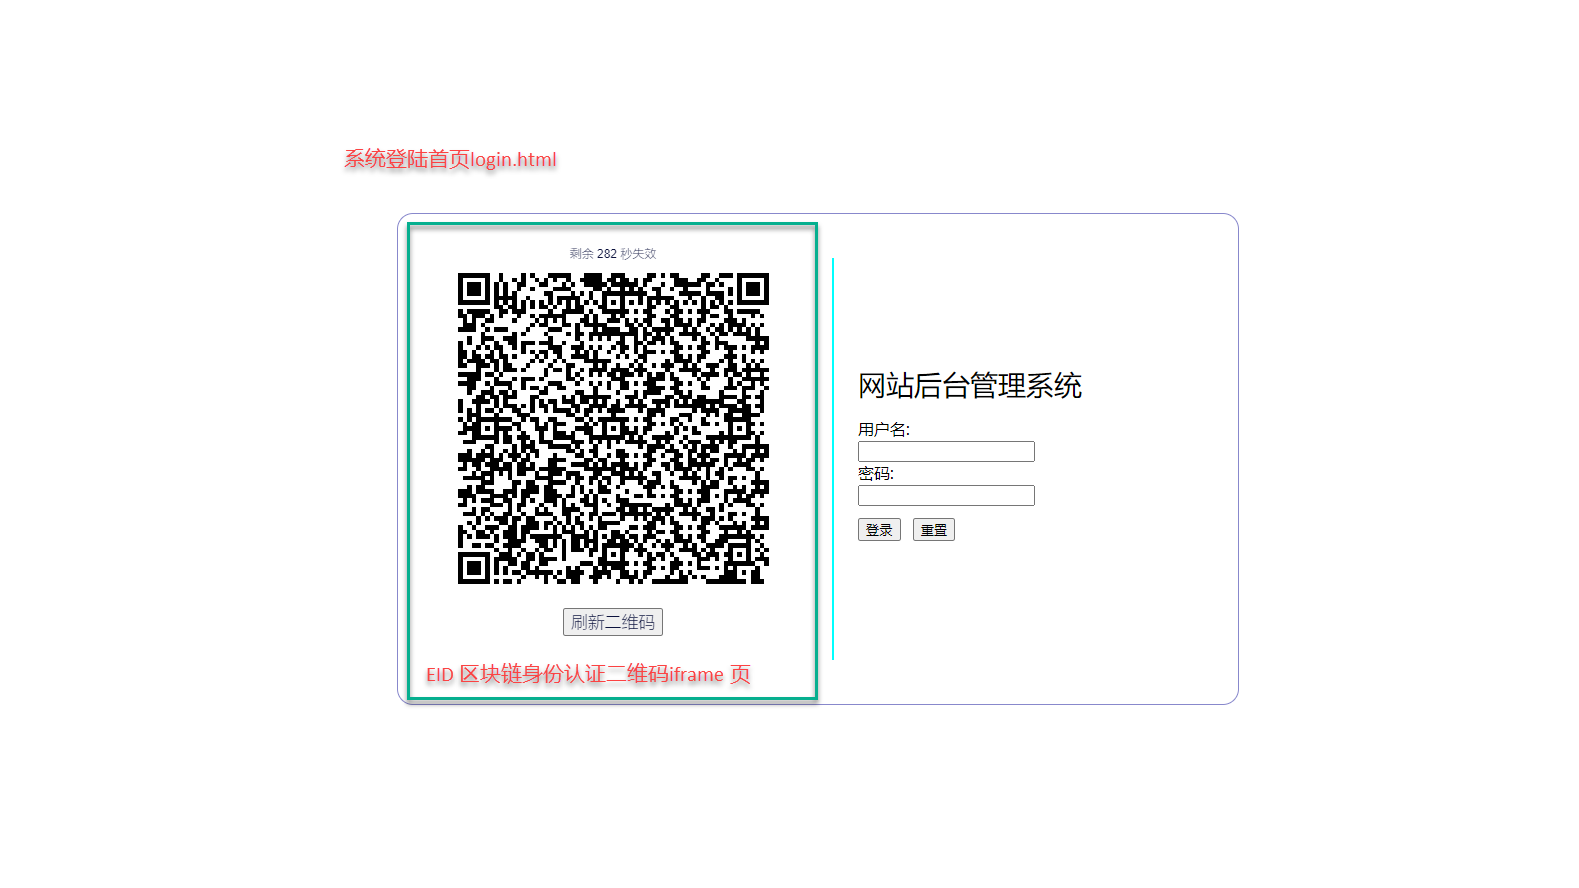 系统登陆首页login.html
剩余 282 秒失效
刷新二维码
EID 区块链身份认证二维码iframe 页
网站后台管理系统
用户名:
密码:
登录 重置